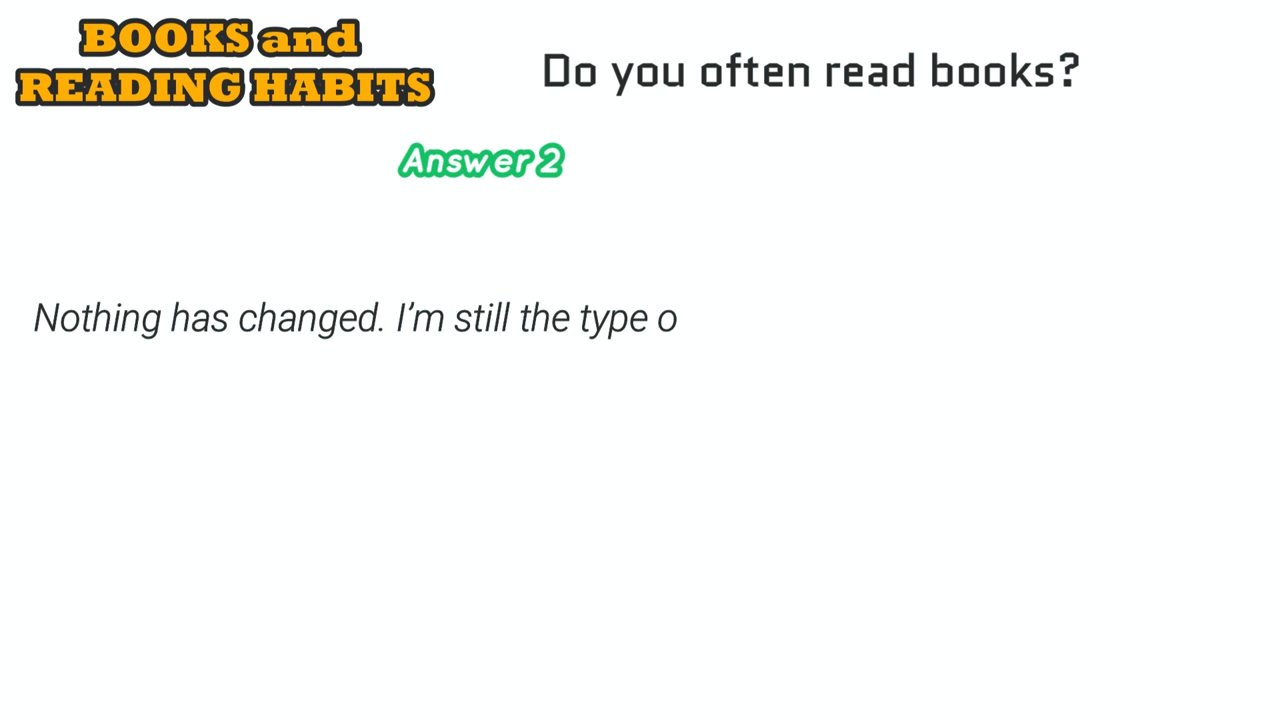 BOOKS and
READING HABITS
Do you often read books?
Answer 2
Nothing has changed. I’m still the type o